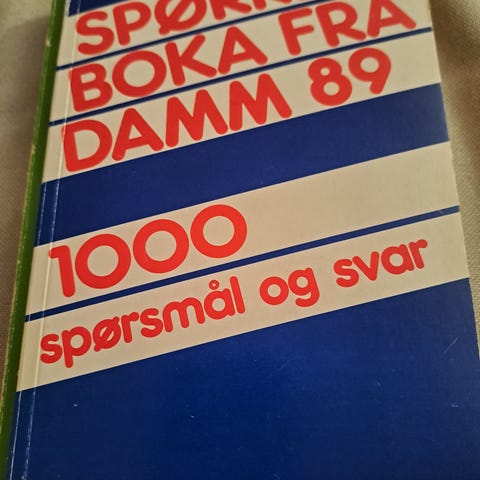 BOKA FRA
DAMM 89
1000
spørsmål og svar